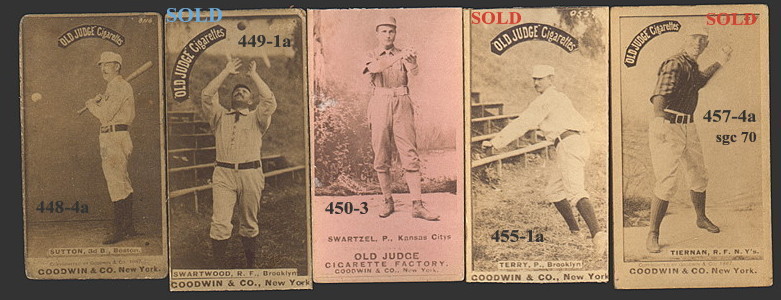 OLD JUDGE Cigarettes
448-4a
SUTTON, 3d B., Boston.
GOODWIN & CO., New York.
SOLD
OLD JUDGE Cigarettes
449-1a
SWARTWOOD, R. F., Brooklyn
GOODWIN & CO., New York.
450-3
SWARTZEL, P., Kansas Citys
OLD JUDGE
CIGARETTE FACTORY.
GOODWIN & CO., New York.
SOLD
OLD JUDGE Cigarettes
455-1a
TERRY, P., Brooklyn
GOODWIN & CO., New York
SOLD
OLD JUDGE Cigarettes
457-4a
sgc 70
TIERNAN, R. F. N. Y's.
GOODWIN & CO., New York.